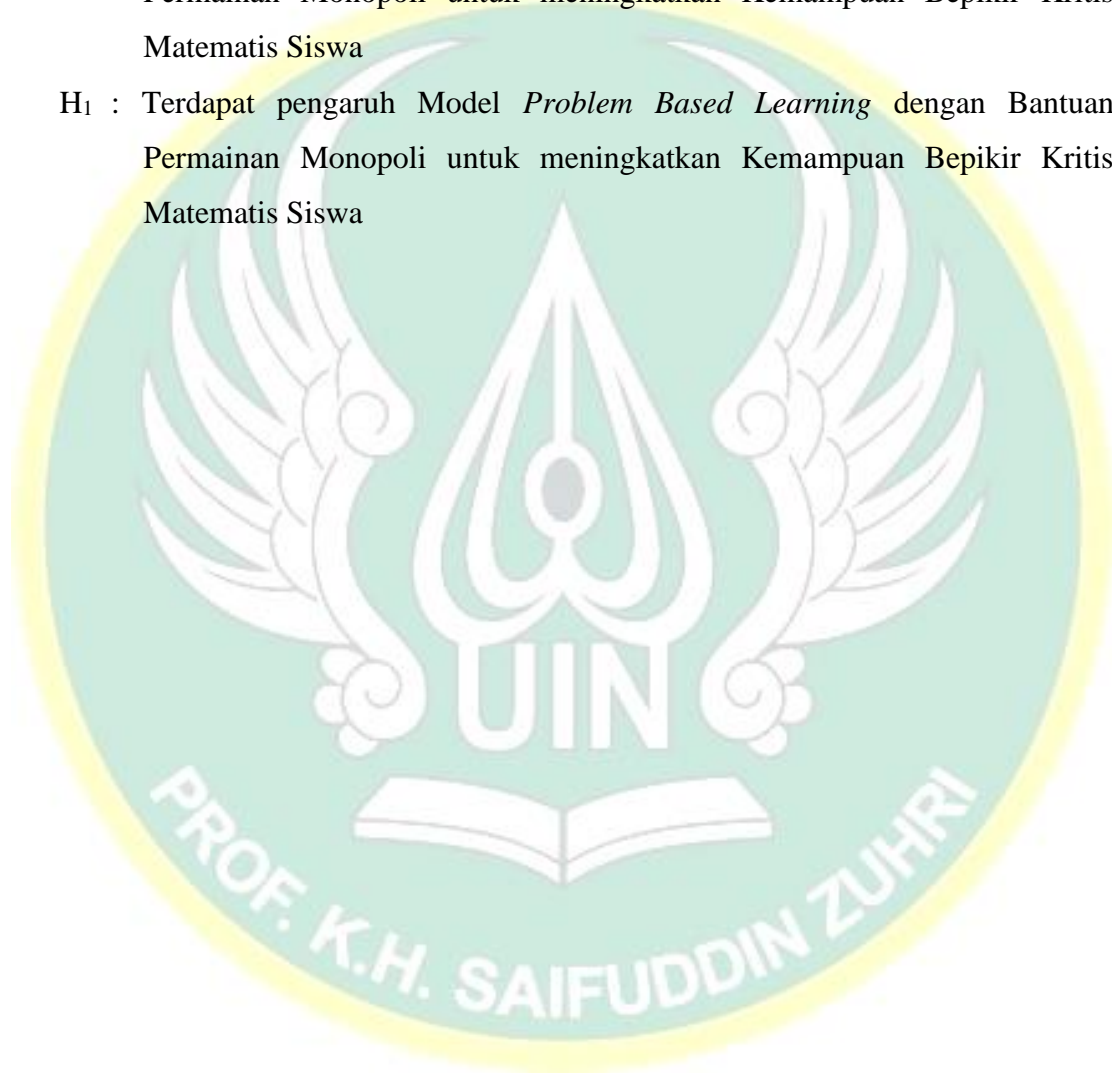 Permainan Monopoli untuk meningkatkan Kemampuan Bepikir Kritis
Matematis Siswa
H₁ : Terdapat pengaruh Model Problem Based Learning dengan Bantuan
Permainan Monopoli untuk meningkatkan Kemampuan Bepikir Kritis
Matematis Siswa
UIN
PROF. K.H. SAIFUDDIN ZUHRI